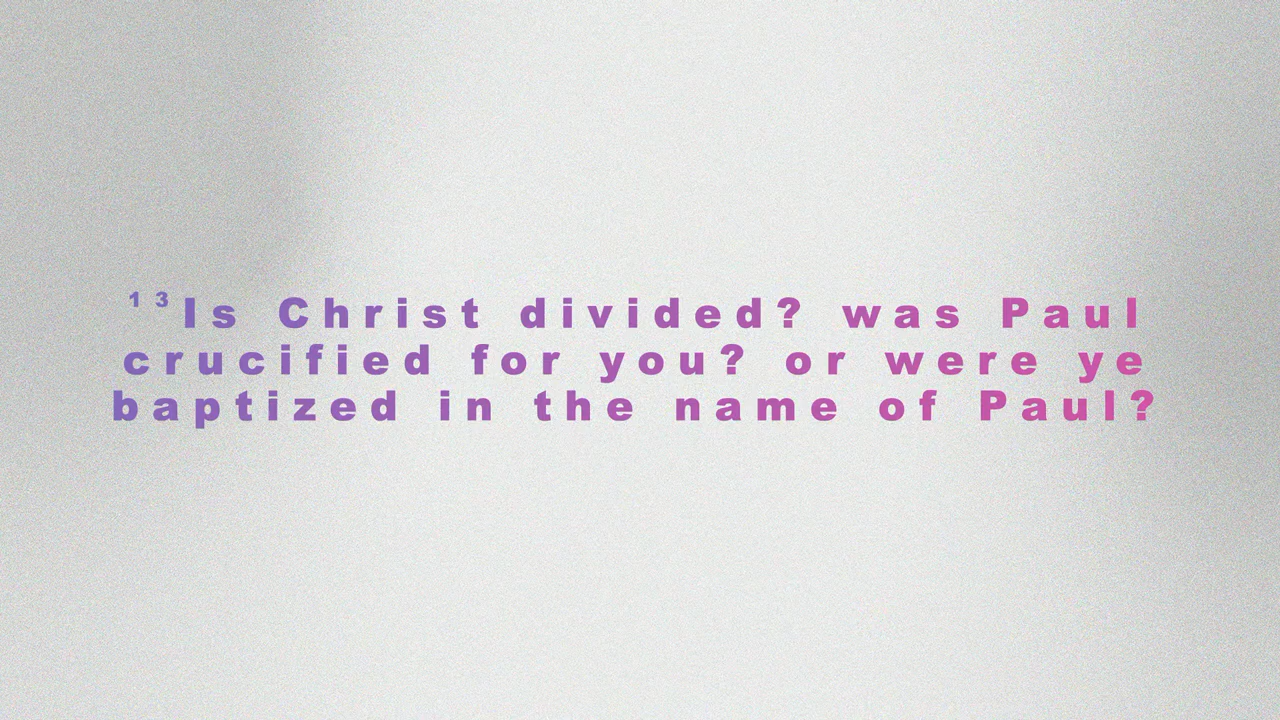 ¹³Is Christ divided? was Paul
crucified for you? or were ye
baptized in the name of Paul?